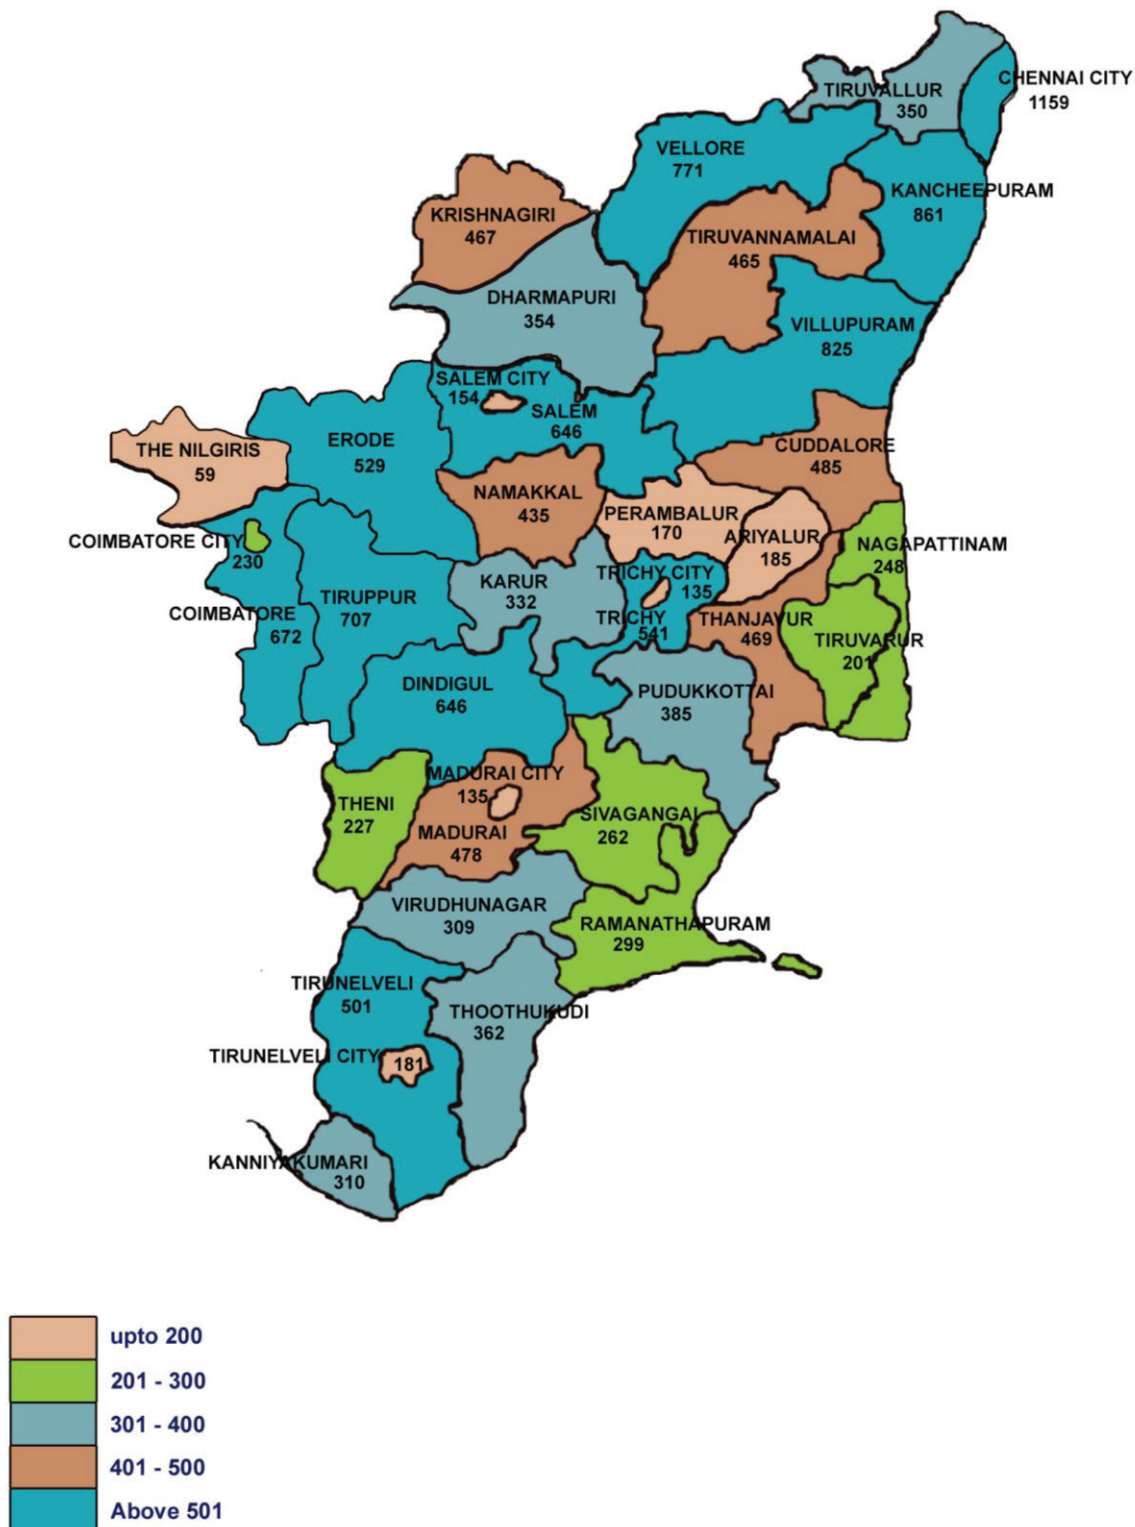 CHENNAI CITY
1159
TIRUVALLUR
350
VELLORE
771
KANCHEEPURAM
861
KRISHNAGIRI
467
TIRUVANNAMALAI
465
DHARMAPURI
354
VILLUPURAM
825
SALEM CITY
154
SALEM
646
ERODE
529
THE NILGIRIS
59
CUDDALORE
485
NAMAKKAL
435
PERAMBALUR
170
ARIYALUR
185
COIMBATORE CITY
230
NAGAPATTINAM
248
KARUR
332
TRICHY CITY
135
TIRUPPUR
707
COIMBATORE
672
TRICHY
541
THANJAVUR
469
TIRUVARUR
201
DINDIGUL
646
PUDUKKOTTAI
385
MADURAI CITY
135
THENI
227
MADURAI
478
SIVAGANGAI
262
VIRUDHUNAGAR
309
RAMANATHAPURAM
299
TIRUNELVELI
501
THOOTHUKUDI
362
TIRUNELVELI CITY
181
KANNIYAKUMARI
310
upto 200
201 - 300
301 - 400
401 - 500
Above 501